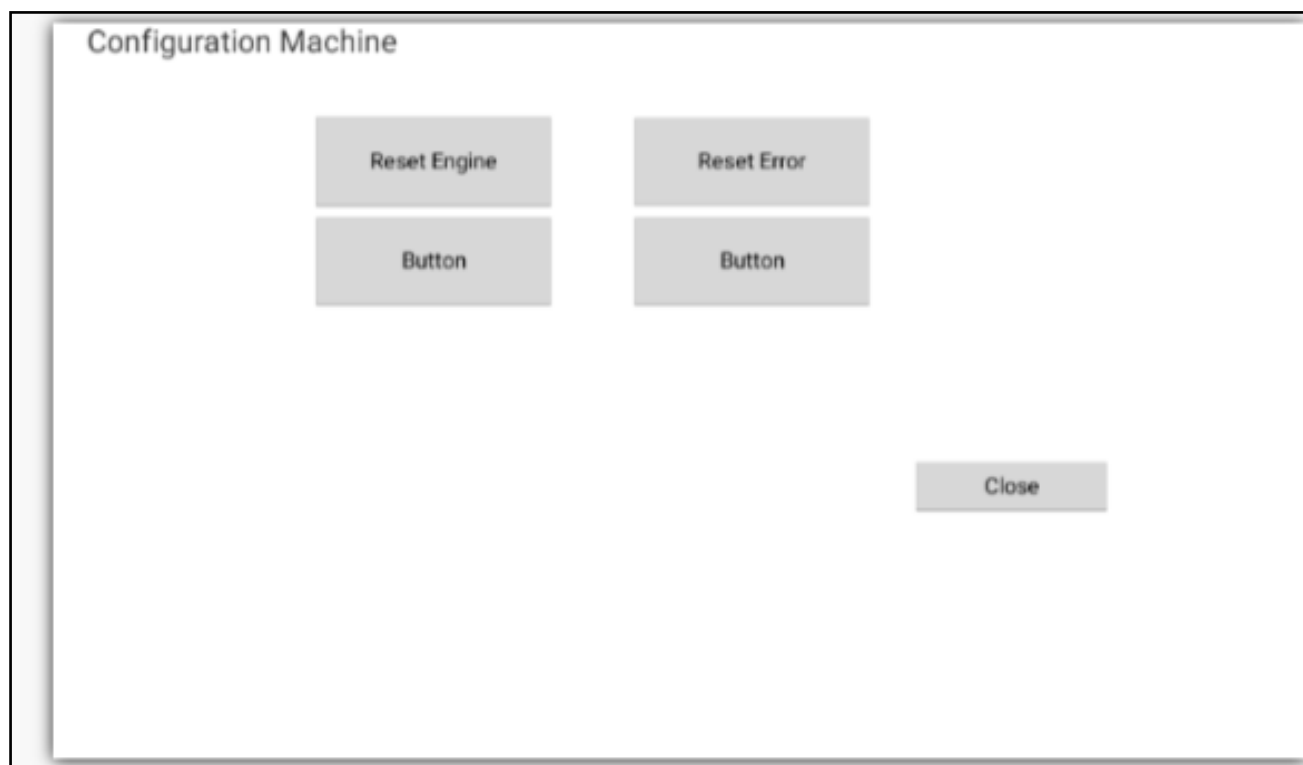 Configuration Machine
Reset Engine
Reset Error
Button
Button
Close